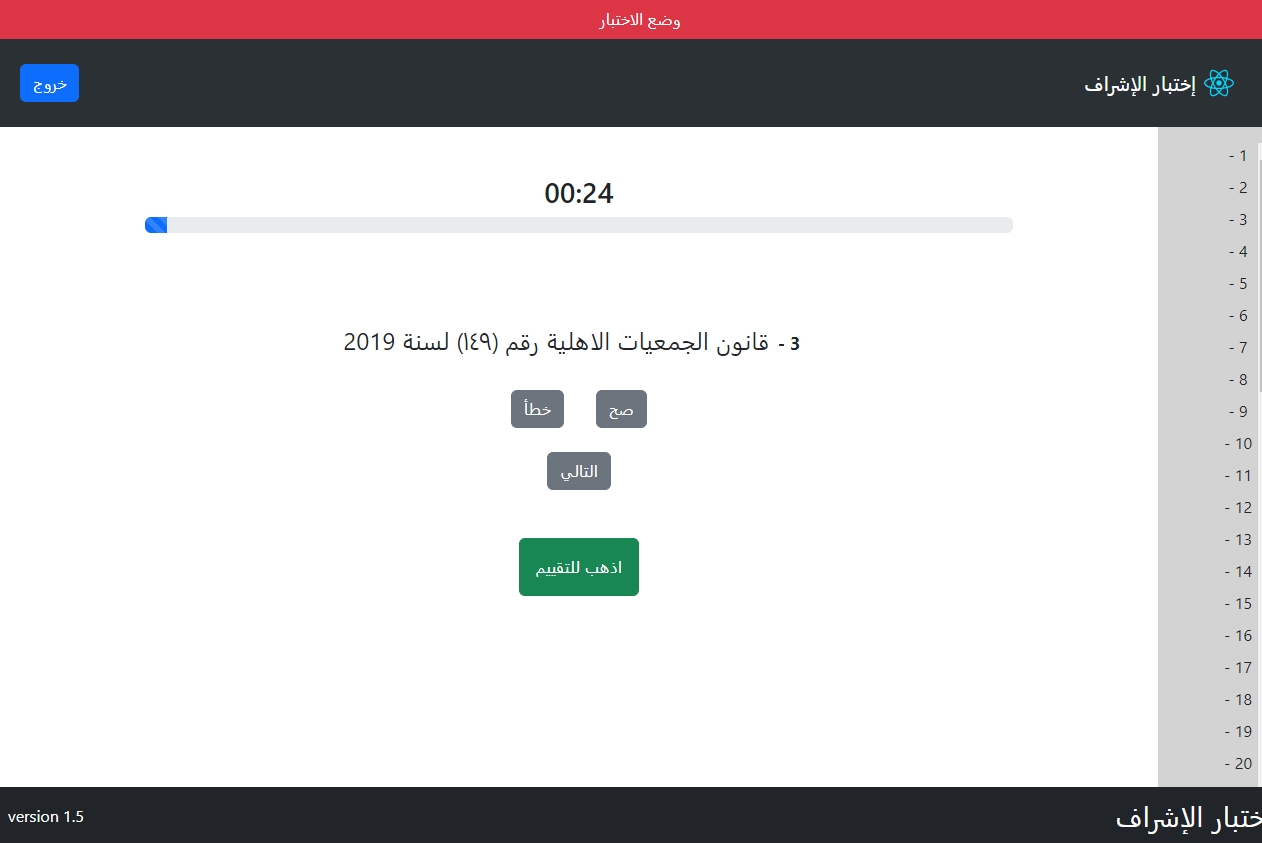 وضع الاختبار
إختبار الإشراف
خروج
00:24
3 - قانون الجمعيات الاهلية رقم (١٤٩) لسنة 2019
صح
خطأ
التالي
اذهب للتقييم
1 -
2 -
3 -
4 -
5 -
6 -
7 -
8 -
9 -
10 -
11 -
12 -
13 -
14 -
15 -
16 -
17 -
18 -
19 -
20 -
ختبار الإشراف
version 1.5